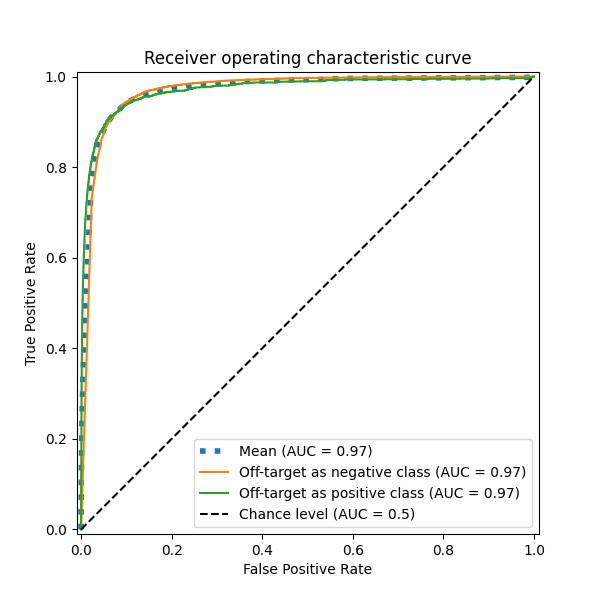 Receiver operating characteristic curve
True Positive Rate
1.0
0.8
0.6
0.4
0.2
0.0
Mean (AUC = 0.97)
Off-target as negative class (AUC = 0.97)
Off-target as positive class (AUC = 0.97)
Chance level (AUC = 0.5)
0.0 0.2 0.4 0.6 0.8 1.0
False Positive Rate